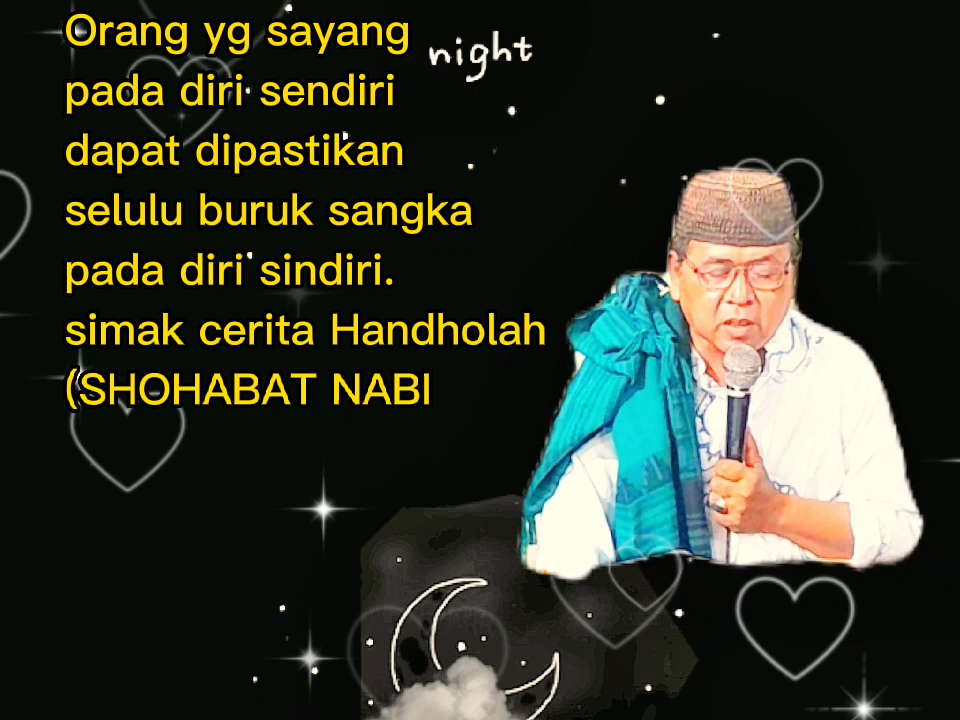 Orang yg sayang
night
pada diri sendiri
dapat dipastikan
selulu buruk sangka
pada diri sindiri.
simak cerita Handholah
(SHOHABAT NABI